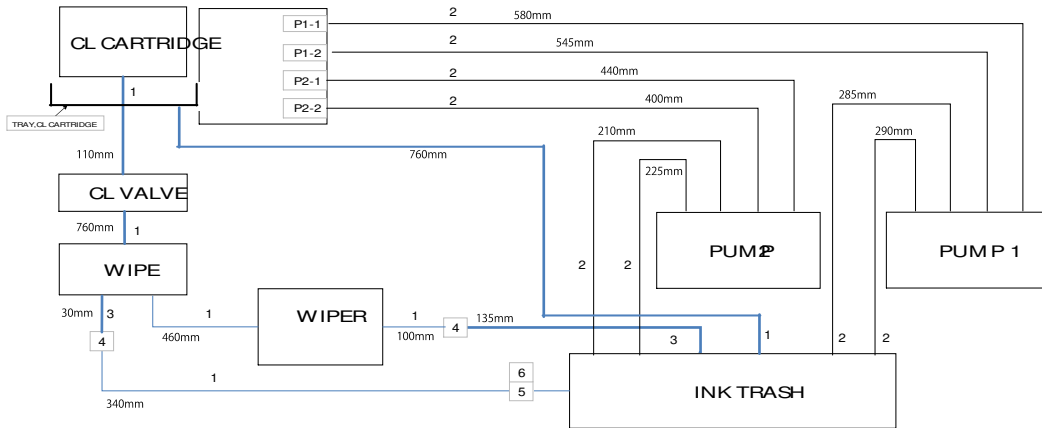 2
580mm
P1-1
CL CARTRIDGE
2
545mm
P1-2
2
440mm
P2-1
1
2
400mm
285mm
P2-2
TRAY,CL CARTRIDGE
210mm
290mm
110mm
760mm
225mm
CL VALVE
760mm
1
PUMP2
PUMP 1
WIPE
2
2
30mm
3
1
WIPER
1
135mm
4
460mm
100mm
4
3
1
2
2
1
6
5
INK TRASH
340mm